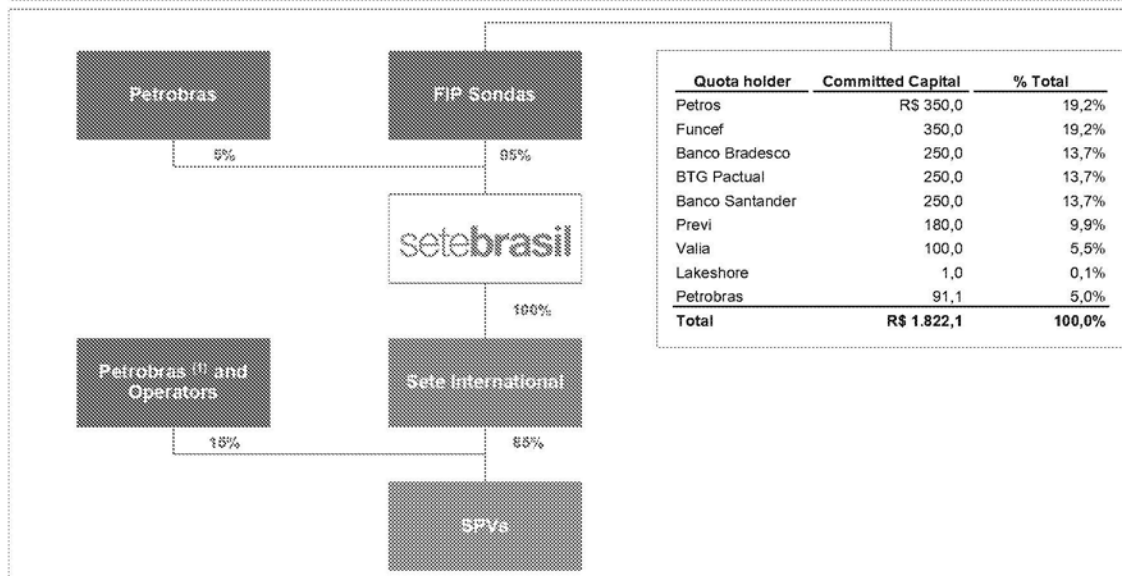 Petrobras
FIP Sondas
5%
95%
setebrasil
100%
Petrobras (1) and
Operators
Sete International
15%
85%
SPVs
Quota holder Committed Capital % Total
Petros R$ 350,0 19,2%
Funcef 350,0 19,2%
Banco Bradesco 250,0 13,7%
BTG Pactual 250,0 13,7%
Banco Santander 250,0 13,7%
Previ 180,0 9,9%
Valia 100,0 5,5%
Lakeshore 1,0 0,1%
Petrobras 91,1 5,0%
Total R$ 1.822,1 100,0%